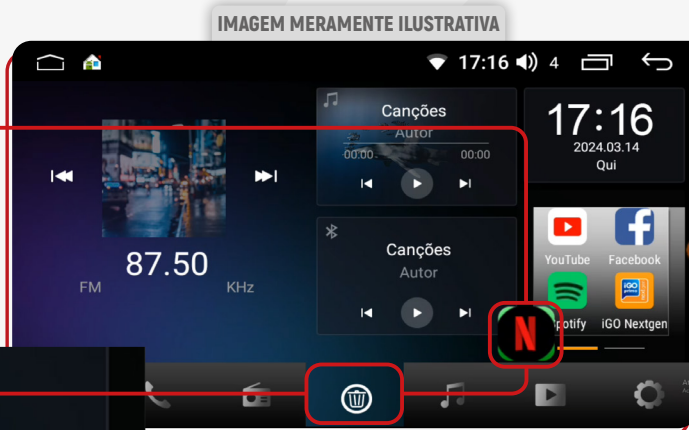 IMAGEM MERAMENTE ILUSTRATIVA
17:16
4
Canções
Autor
00:00
00:00
17:16
2024.03.14
Qui
87.50
FM
KHz
Canções
Autor
YouTube
Facebook
iGO Nextgen
N